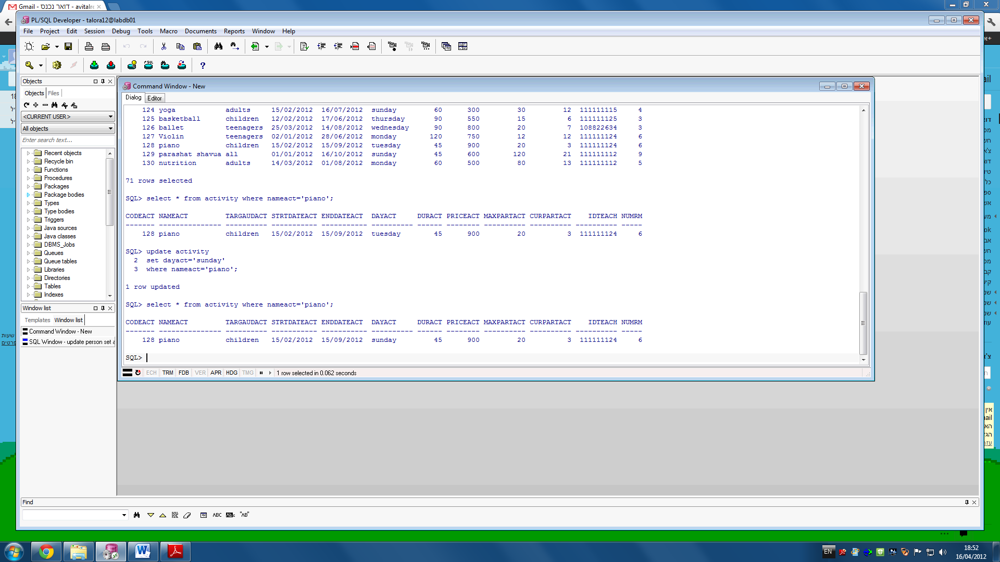 Gmail - דואר נכנס - avitalre
PL/SQL Developer - talora12@labdb01
File Project Edit Session Debug Tools Macro Documents Reports Window Help
Objects
Objects Files
<CURRENT USER>
All objects
Enter search text...
Recent objects
Recycle bin
Functions
Procedures
Packages
Package bodies
Types
Type bodies
Triggers
Java sources
Java classes
DBMS_Jobs
Queues
Queue tables
Libraries
Directories
Tables
Indexes
Window list
Templates Window list
Command Window - New
SQL Window - update person set a
שעות
Command Window - New
Dialog Editor
124 yoga adults 15/02/2012 16/07/2012 sunday 60 300 30 12 111111115 4
125 basketball children 12/02/2012 17/06/2012 thursday 90 550 15 6 111111125 3
126 ballet teenagers 25/03/2012 14/08/2012 wednesday 90 800 20 7 108822634 3
127 Violin teenagers 02/01/2012 28/06/2012 monday 120 750 12 12 111111124 6
128 piano children 15/02/2012 15/09/2012 tuesday 45 900 20 3 111111124 6
129 parashat shavua all 01/01/2012 16/10/2012 sunday 45 600 120 21 111111112 9
130 nutrition adults 14/03/2012 01/08/2012 monday 60 500 80 13 111111112 5
71 rows selected
SQL> select * from activity where nameact='piano';
CODEACT NAMEACT TARGAUDACT STRTDATEACT ENDDATEACT DAYACT DURACT PRICEACT MAXPARTACT CURPARTACT IDTEACH NUMRM
------- --------------- ---------- ----------- ----------- ---------- ------ -------- ---------- ---------- ---------- -----
128 piano children 15/02/2012 15/09/2012 tuesday 45 900 20 3 111111124 6
SQL> update activity
2 set dayact='sunday'
3 where nameact='piano';
1 row updated
SQL> select * from activity where nameact='piano';
CODEACT NAMEACT TARGAUDACT STRTDATEACT ENDDATEACT DAYACT DURACT PRICEACT MAXPARTACT CURPARTACT IDTEACH NUMRM
------- --------------- ---------- ----------- ----------- ---------- ------ -------- ---------- ---------- ---------- -----
128 piano children 15/02/2012 15/09/2012 sunday 45 900 20 3 111111124 6
SQL>
ECH TRM FDB VER APR HDG TMG 1 row selected in 0.062 seconds
Find
ABC "AB"
EN
18:52
16/04/2012